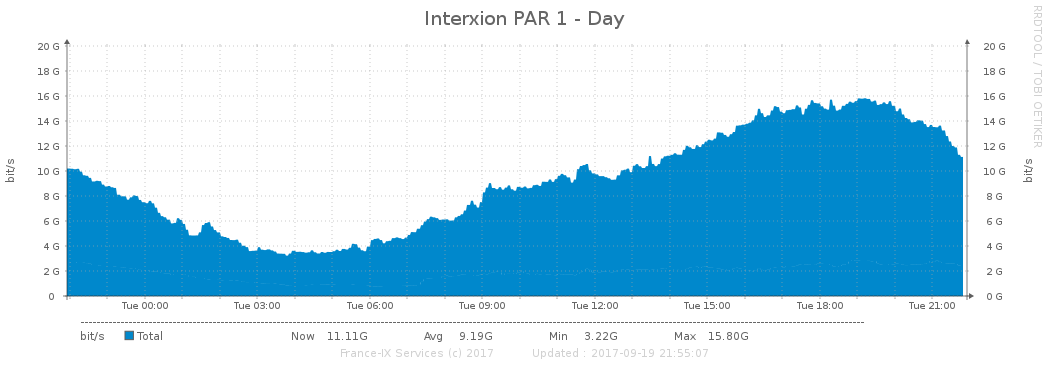 Interxion PAR 1 - Day
RRDTOOL / TOBI OETIKER
20 G 20 G
18 G 18 G
16 G 16 G
14 G 14 G
12 G 12 G
10 G 10 G
8 G 8 G
6 G 6 G
4 G 4 G
2 G 2 G
0 0 G
bit/s bit/s
Tue 00:00 Tue 03:00 Tue 06:00 Tue 09:00 Tue 12:00 Tue 15:00 Tue 18:00 Tue 21:00
bit/s Total Now 11.11G Avg 9.19G Min 3.22G Max 15.80G
France-IX Services (c) 2017 Updated : 2017-09-19 21:55:07